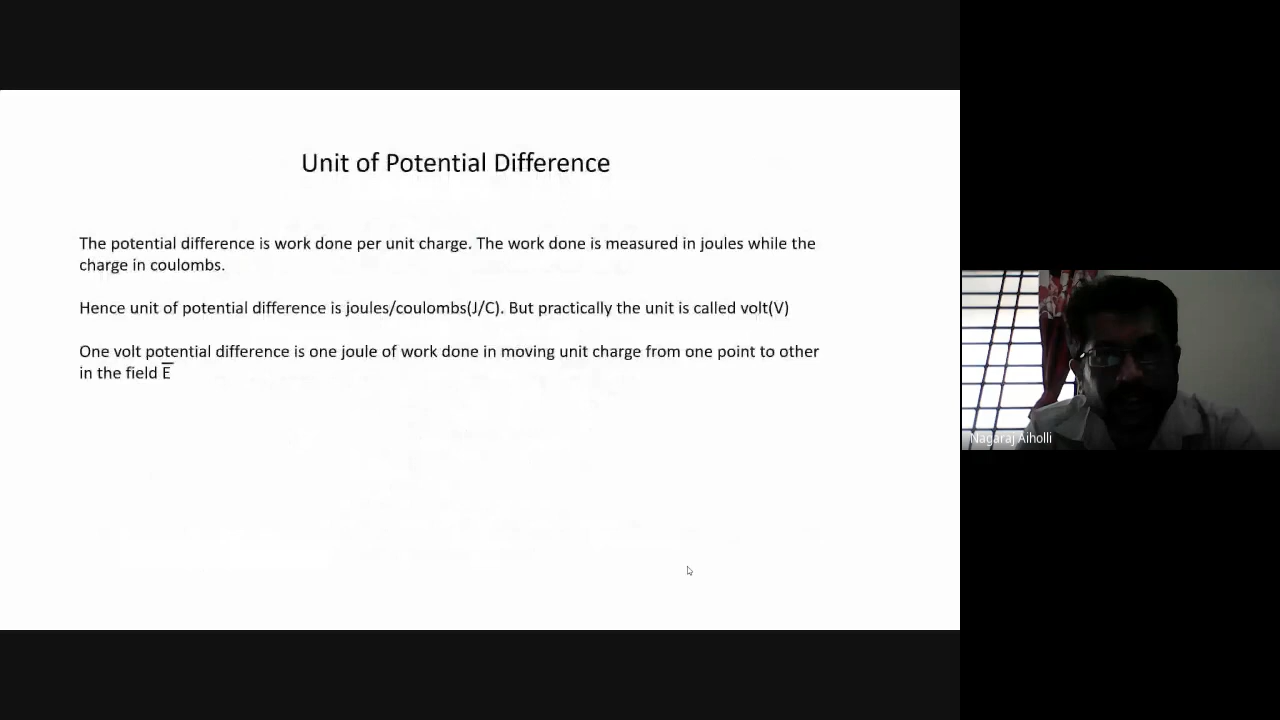 Unit of Potential Difference
The potential difference is work done per unit charge. The work done is measured in joules while the
charge in coulombs.
Hence unit of potential difference is joules/coulombs(J/C). But practically the unit is called volt(V)
One volt potential difference is one joule of work done in moving unit charge from one point to other
in the field E̅
Nagaraj Aiholli